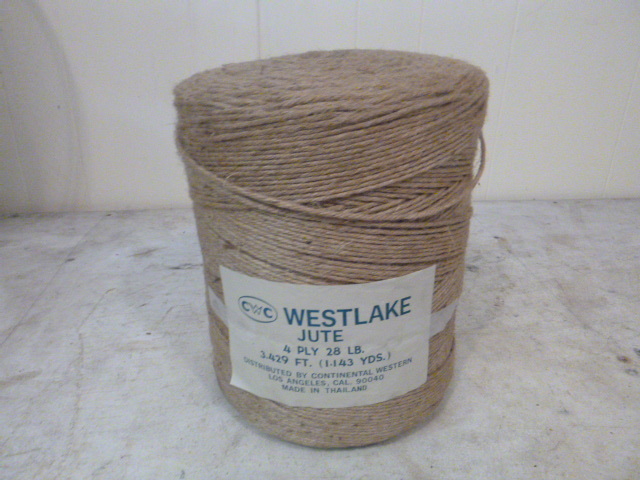 CWC WESTLAKE
JUTE
4 PLY 28 LB.
3,429 FT. (1,143 YDS.)
DISTRIBUTED BY CONTINENTAL WESTERN
LOS ANGELES, CAL. 90040
MADE IN THAILAND